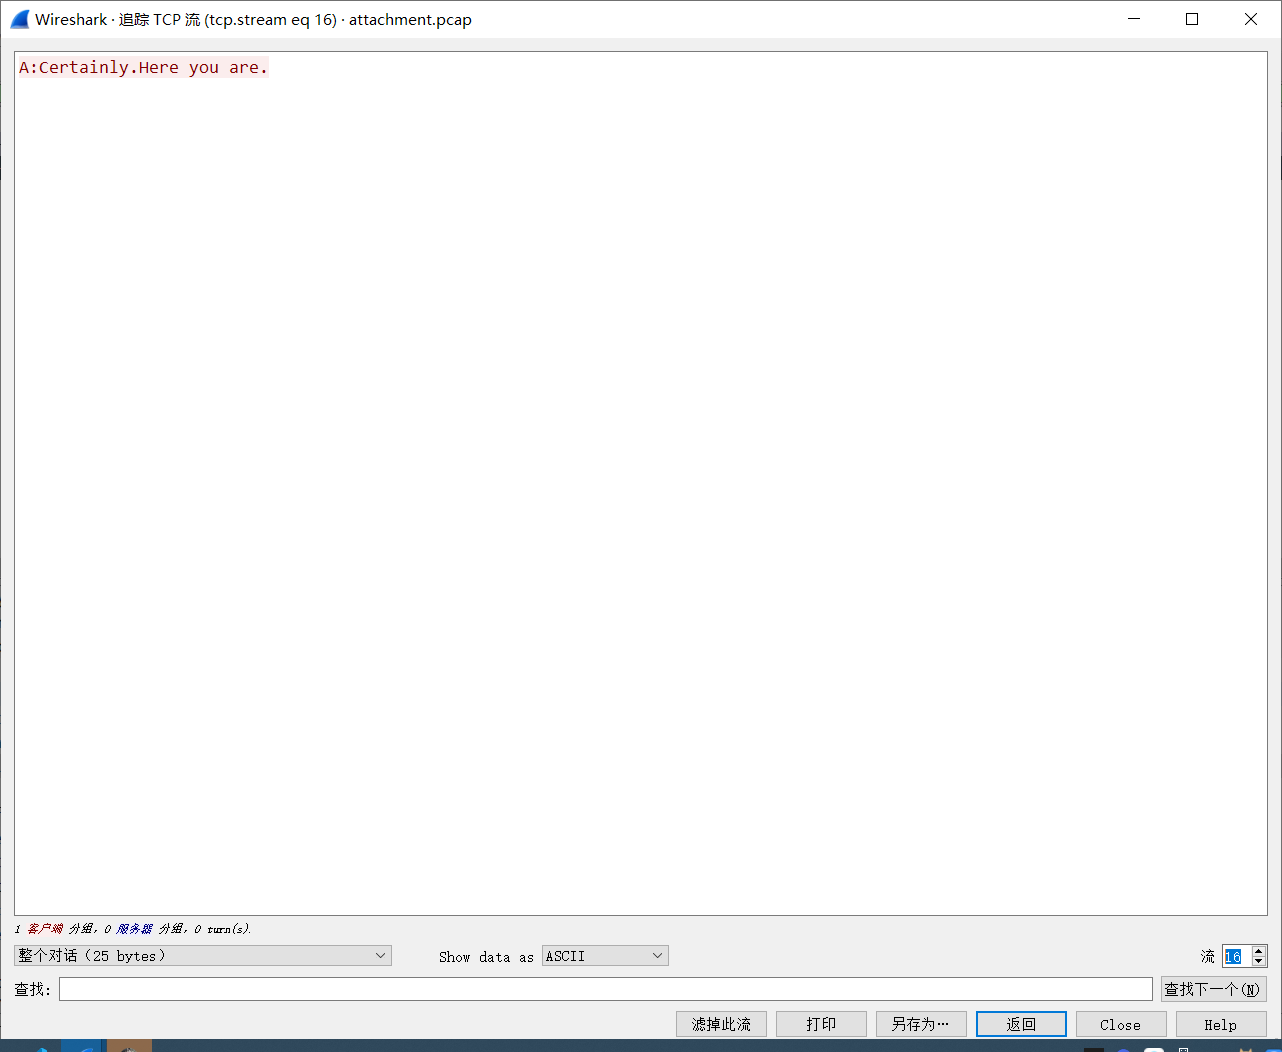 Wireshark · 追踪 TCP 流 (tcp.stream eq 16) · attachment.pcap
A:Certainly.Here you are.
1 客户端 分组, 0 服务器 分组, 0 turn(s).
整个对话 (25 bytes) Show data as ASCII 流 16
查找: 查找下一个(N)
滤掉此流 打印 另存为… 返回 Close Help